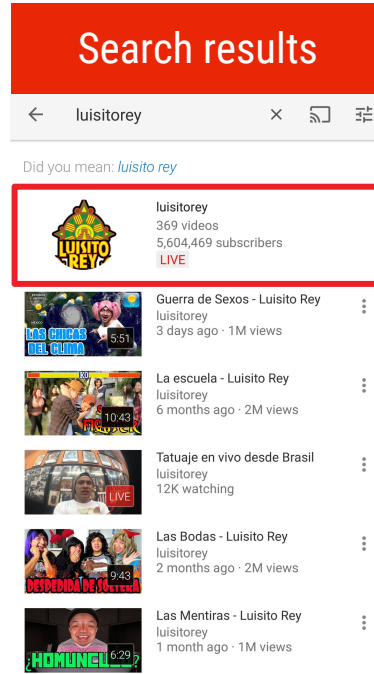 Search results
luisitorey
Did you mean: luisito rey
LUISITO
REY
luisitorey
369 videos
5,604,469 subscribers
LIVE
LAS CHICAS
DEL CLIMA
5:51
Guerra de Sexos - Luisito Rey
luisitorey
3 days ago · 1M views
KO
10:43
La escuela - Luisito Rey
luisitorey
6 months ago · 2M views
LIVE
Tatuaje en vivo desde Brasil
luisitorey
12K watching
DESPEDIDA DE SOLTERA
9:43
Las Bodas - Luisito Rey
luisitorey
2 months ago · 2M views
6:29
Las Mentiras - Luisito Rey
luisitorey
1 month ago · 1M views